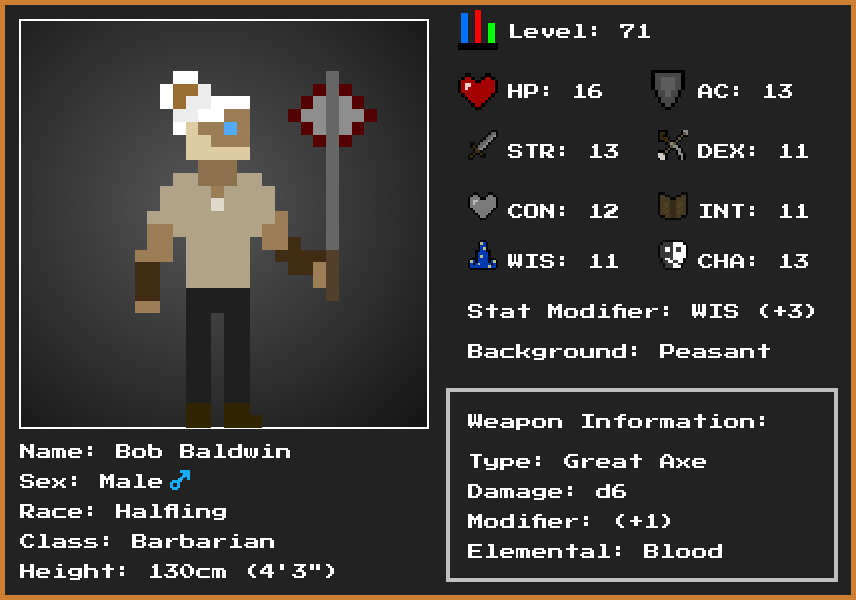 Level: 71
HP: 16
AC: 13
STR: 13
DEX: 11
CON: 12
INT: 11
WIS: 11
CHA: 13
Stat Modifier: WIS (+3)
Background: Peasant
Weapon Information:
Type: Great Axe
Damage: d6
Modifier: (+1)
Elemental: Blood
Name: Bob Baldwin
Sex: Male ♂
Race: Halfling
Class: Barbarian
Height: 130cm (4'3")